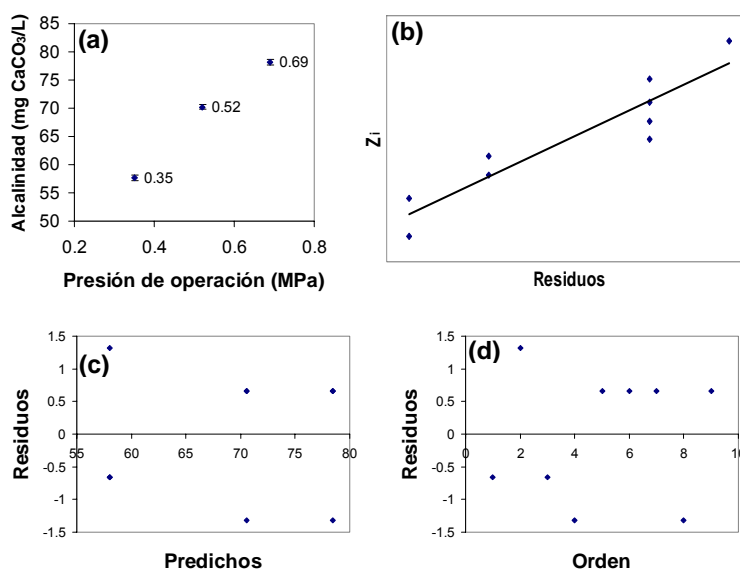 (a)
Alcalinidad (mg CaCO3/L)
85
80
75
70
65
60
55
50
0.69
0.52
0.35
0.2 0.4 0.6 0.8
Presión de operación (MPa)
(b)
Zi
Residuos
(c)
Residuos
1.5
1
0.5
0
-0.5
-1
-1.5
55 60 65 70 75 80
Predichos
(d)
Residuos
1.5
1
0.5
0
-0.5
-1
-1.5
0 2 4 6 8 10
Orden